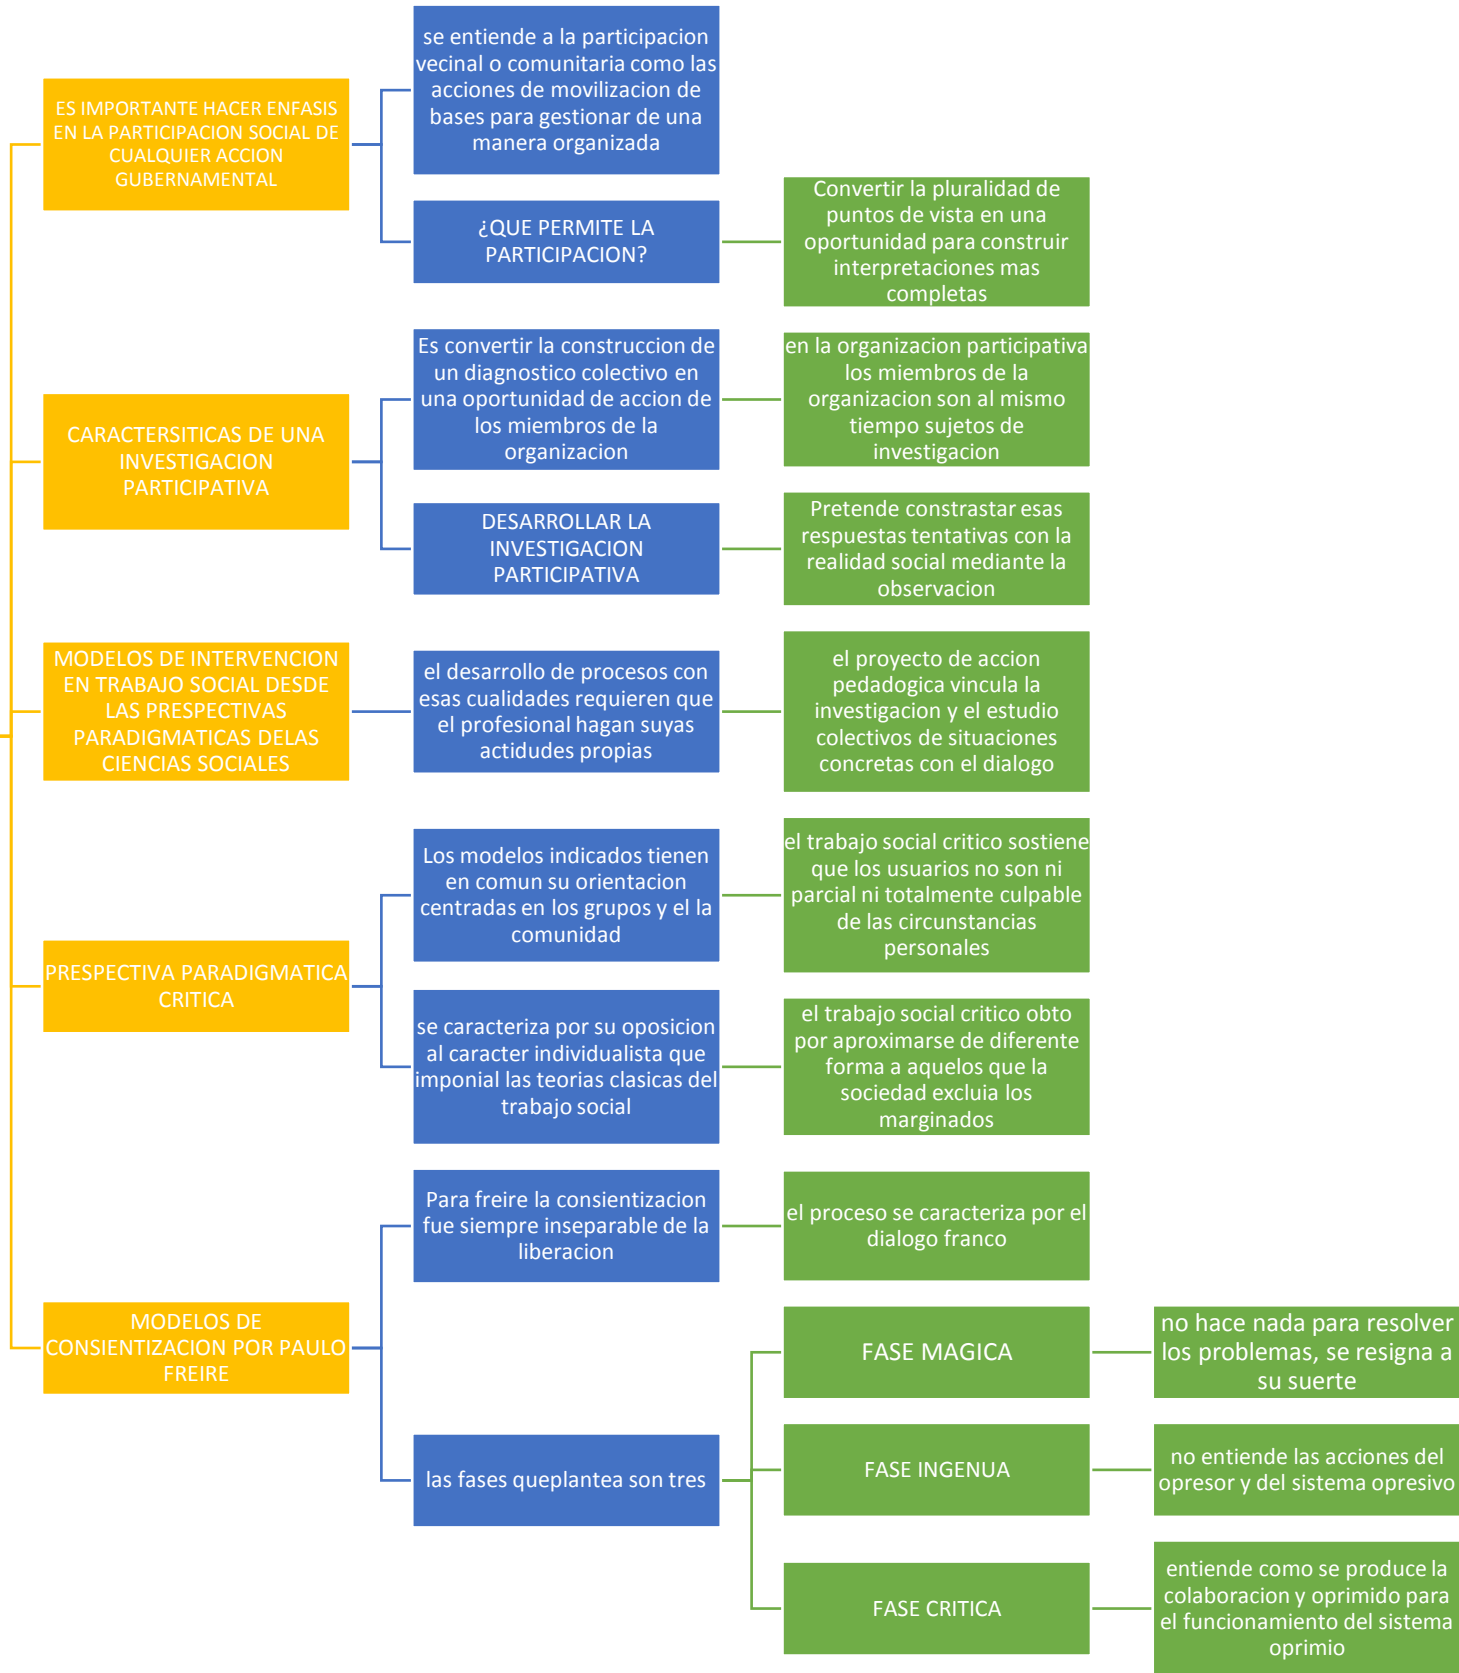 ES IMPORTANTE HACER ENFASIS
EN LA PARTICIPACION SOCIAL DE
CUALQUIER ACCION
GUBERNAMENTAL
se entiende a la participacion
vecinal o comunitaria como las
acciones de movilizacion de
bases para gestionar de una
manera organizada
¿QUE PERMITE LA
PARTICIPACION?
Convertir la pluralidad de
puntos de vista en una
oportunidad para construir
interpretaciones mas
completas
CARACTERSITICAS DE UNA
INVESTIGACION
PARTICIPATIVA
Es convertir la construccion de
un diagnostico colectivo en
una oportunidad de accion de
los miembros de la
organizacion
en la organizacion participativa
los miembros de la
organizacion son al mismo
tiempo sujetos de
investigacion
DESARROLLAR LA
INVESTIGACION
PARTICIPATIVA
Pretende constrastar esas
respuestas tentativas con la
realidad social mediante la
observacion
MODELOS DE INTERVENCION
EN TRABAJO SOCIAL DESDE
LAS PRESPECTIVAS
PARADIGMATICAS DELAS
CIENCIAS SOCIALES
el desarrollo de procesos con
esas cualidades requieren que
el profesional hagan suyas
actidudes propias
el proyecto de accion
pedadogica vincula la
investigacion y el estudio
colectivos de situaciones
concretas con el dialogo
PRESPECTIVA PARADIGMATICA
CRITICA
Los modelos indicados tienen
en comun su orientacion
centradas en los grupos y el la
comunidad
el trabajo social critico sostiene
que los usuarios no son ni
parcial ni totalmente culpable
de las circunstancias
personales
se caracteriza por su oposicion
al caracter individualista que
imponial las teorias clasicas del
trabajo social
el trabajo social critico obto
por aproximarse de diferente
forma a aquelos que la
sociedad excluia los
marginados
MODELOS DE
CONSIENTIZACION POR PAULO
FREIRE
Para freire la consientizacion
fue siempre inseparable de la
liberacion
el proceso se caracteriza por el
dialogo franco
las fases queplantea son tres
FASE MAGICA
no hace nada para resolver
los problemas, se resigna a
su suerte
FASE INGENUA
no entiende las acciones del
opresor y del sistema opresivo
FASE CRITICA
entiende como se produce la
colaboracion y oprimido para
el funcionamiento del sistema
oprimio